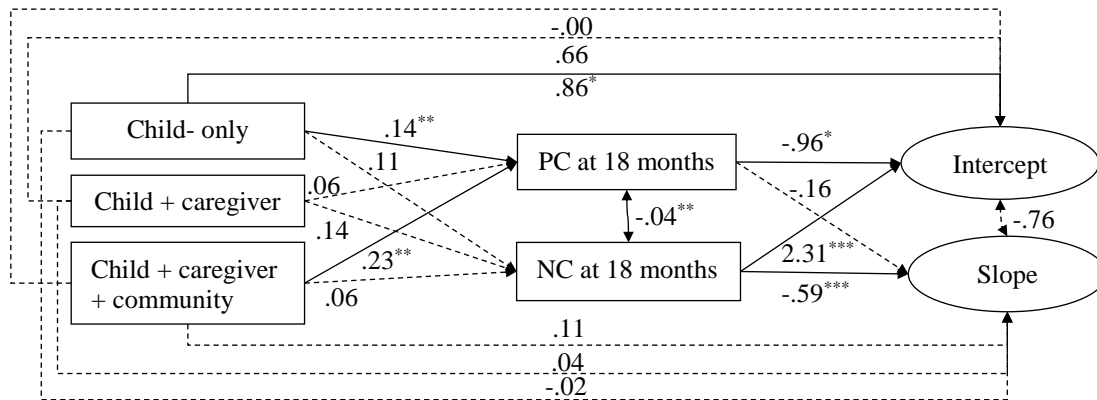 -.00
.66
.86*
Child- only
.14**
PC at 18 months
-.96*
Intercept
.11
-.16
Child + caregiver
.06
-.04**
-.76
.14
Child + caregiver
+ community
.23**
NC at 18 months
2.31***
Slope
.06
-.59***
.11
.04
-.02